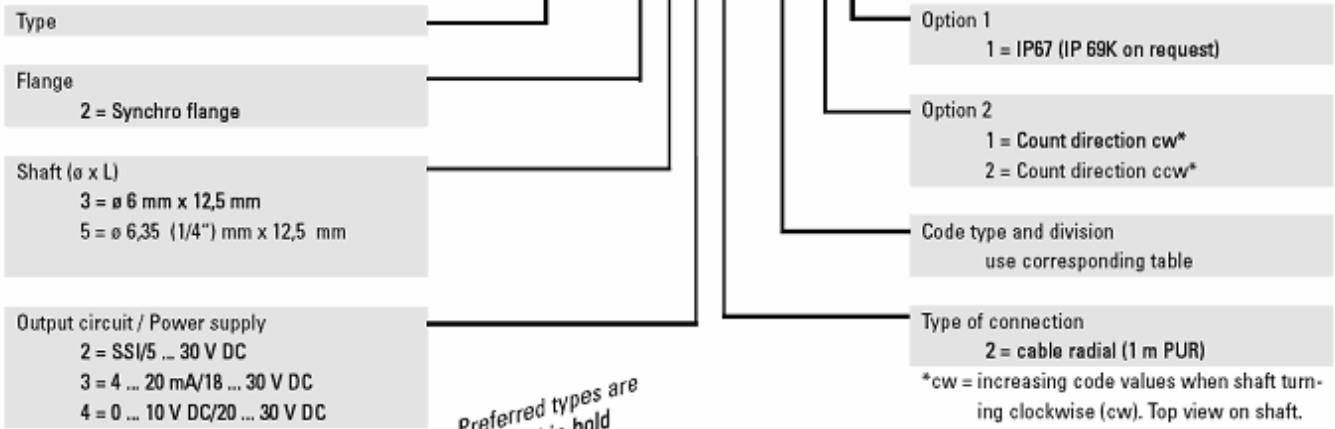 Type
Flange
2 = Synchro flange
Shaft (ø x L)
3 = ø 6 mm x 12,5 mm
5 = ø 6,35 (1/4") mm x 12,5 mm
Output circuit / Power supply
2 = SSI/5 ... 30 V DC
3 = 4 ... 20 mA/18 ... 30 V DC
4 = 0 ... 10 V DC/20 ... 30 V DC
Preferred types are
bold
Option 1
1 = IP67 (IP 69K on request)
Option 2
1 = Count direction cw*
2 = Count direction ccw*
Code type and division
use corresponding table
Type of connection
2 = cable radial (1 m PUR)
*cw = increasing code values when shaft turn-
ing clockwise (cw). Top view on shaft.